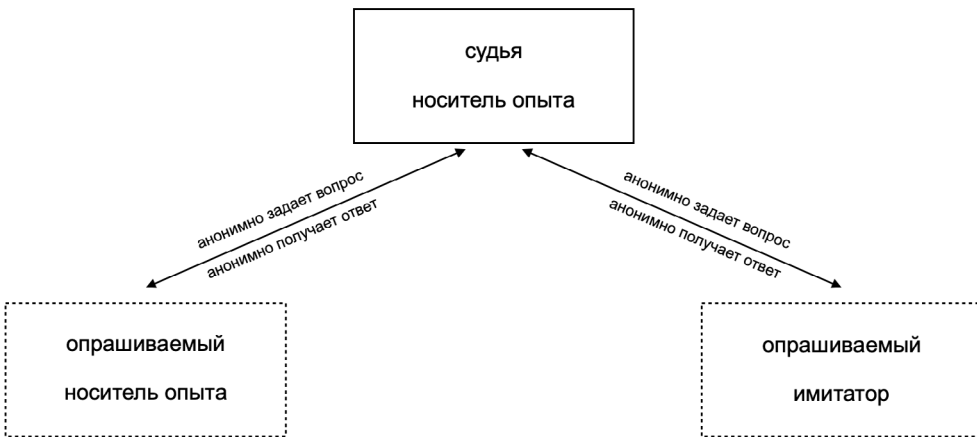 судья
носитель опыта
анонимно задает вопрос
анонимно получает ответ
анонимно задает вопрос
анонимно получает ответ
опрашиваемый
носитель опыта
опрашиваемый
имитатор